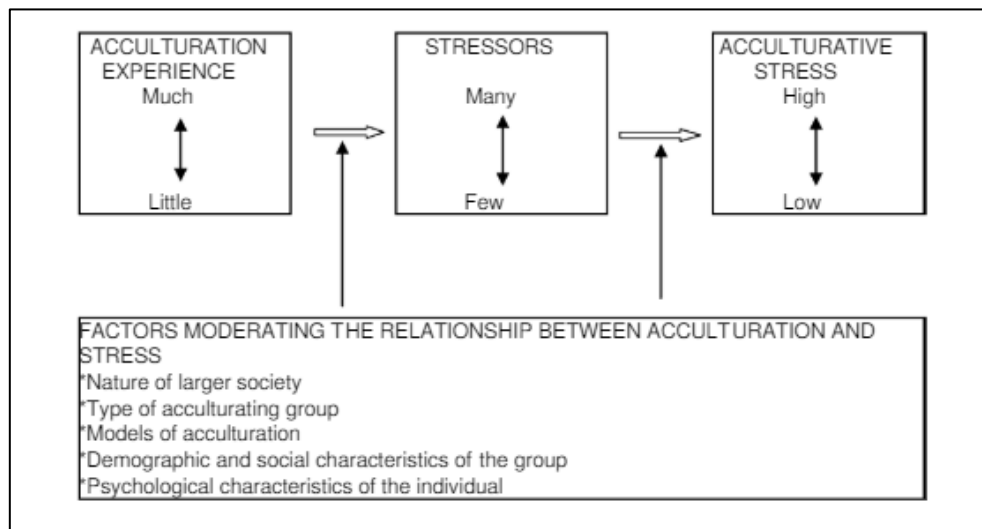 ACCULTURATION
EXPERIENCE
Much
Little
STRESSORS
Many
Few
ACCULTURATIVE
STRESS
High
Low
FACTORS MODERATING THE RELATIONSHIP BETWEEN ACCULTURATION AND
STRESS
*Nature of larger society
*Type of acculturating group
*Models of acculturation
*Demographic and social characteristics of the group
*Psychological characteristics of the individual